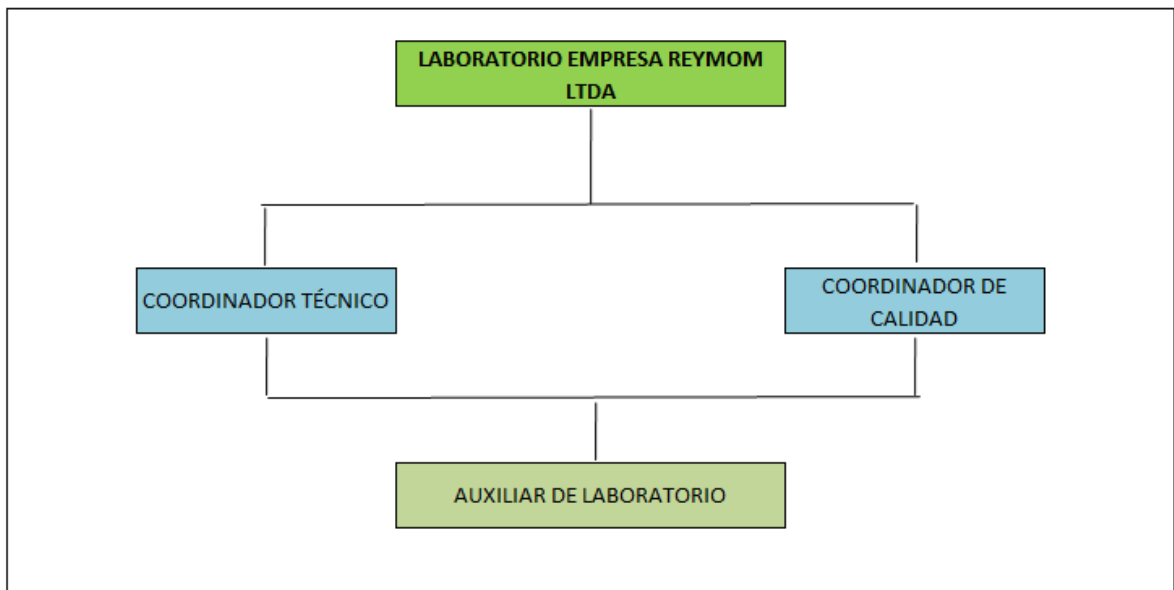 LABORATORIO EMPRESA REYMOM
LTDA
COORDINADOR TÉCNICO
COORDINADOR DE
CALIDAD
AUXILIAR DE LABORATORIO